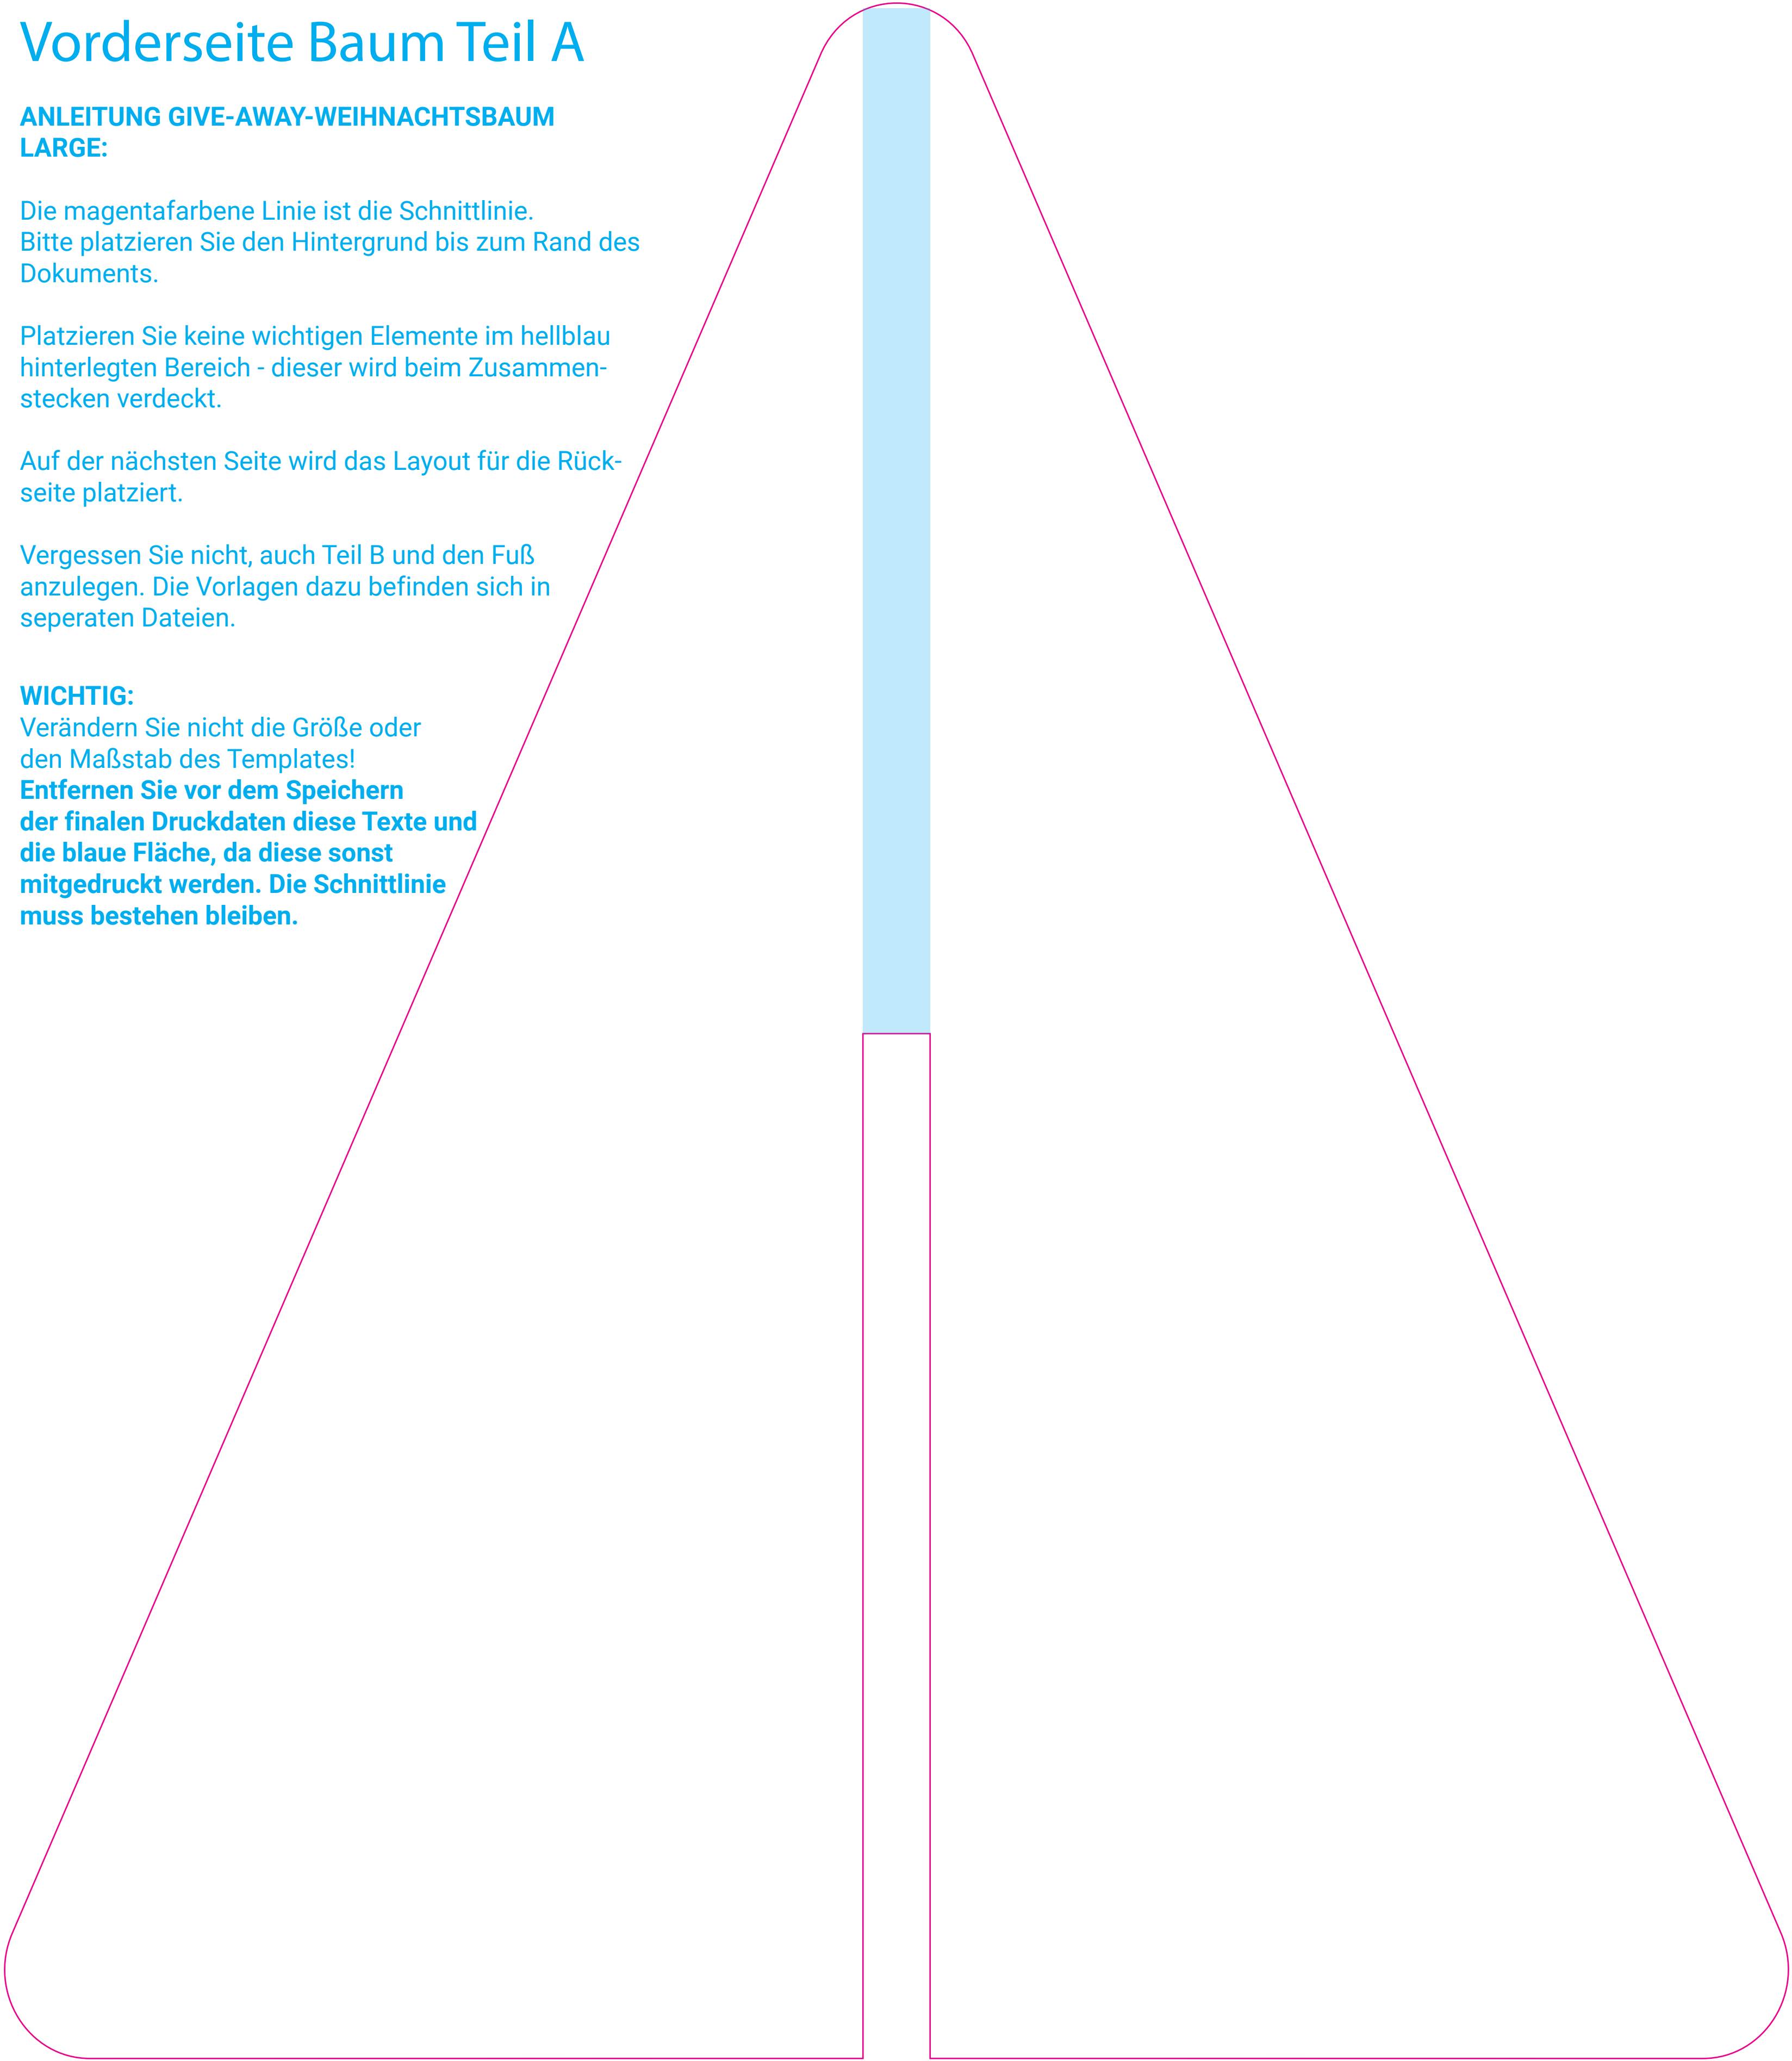 Vorderseite Baum Teil A
ANLEITUNG GIVE-AWAY-WEIHNACHTSBAUM
LARGE:
Die magentafarbene Linie ist die Schnittlinie.
Bitte platzieren Sie den Hintergrund bis zum Rand des
Dokuments.
Platzieren Sie keine wichtigen Elemente im hellblau
hinterlegten Bereich - dieser wird beim Zusammen-
stecken verdeckt.
Auf der nächsten Seite wird das Layout für die Rück-
seite platziert.
Vergessen Sie nicht, auch Teil B und den Fuß
anzulegen. Die Vorlagen dazu befinden sich in
seperaten Dateien.
WICHTIG:
Verändern Sie nicht die Größe oder
den Maßstab des Templates!
Entfernen Sie vor dem Speichern
der finalen Druckdaten diese Texte und
die blaue Fläche, da diese sonst
mitgedruckt werden. Die Schnittlinie
muss bestehen bleiben.